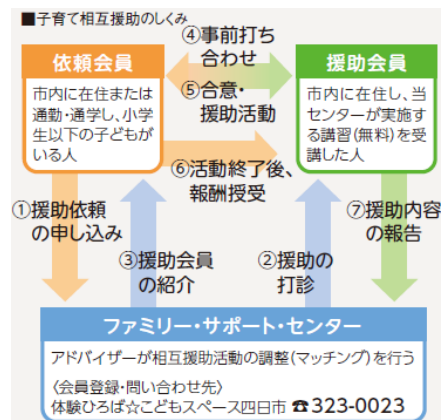 ■子育て相互援助のしくみ
④事前打ち
合わせ
依頼会員
市内に在住または
通勤・通学し、小学
生以下の子どもが
いる人
援助会員
市内に在住し、当
センターが実施す
る講習(無料)を受
講した人
⑤合意・
援助活動
⑥活動終了後、
報酬授受
①援助依頼
の申し込み
③援助会員
の紹介
②援助の
打診
⑦援助内容
の報告
ファミリー・サポート・センター
アドバイザーが相互援助活動の調整(マッチング)を行う
〈会員登録・問い合わせ先〉
体験ひろば☆こどもスペース四日市 ☎323-0023